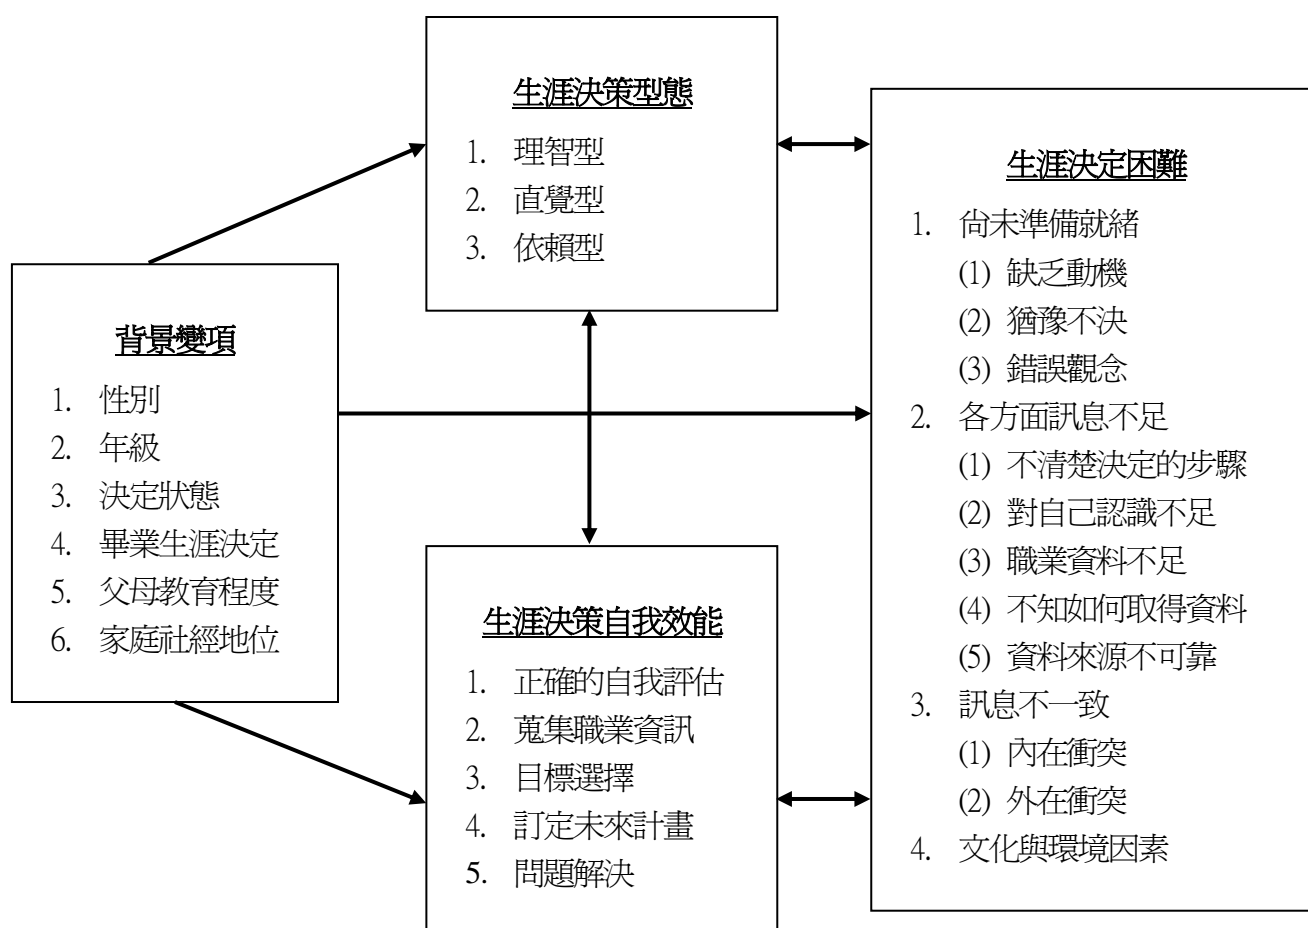 生涯決策型態
1. 理智型
2. 直覺型
3. 依賴型
背景變項
1. 性別
2. 年級
3. 決定狀態
4. 畢業生涯決定
5. 父母教育程度
6. 家庭社經地位
生涯決策自我效能
1. 正確的自我評估
2. 蒐集職業資訊
3. 目標選擇
4. 訂定未來計畫
5. 問題解決
生涯決定困難
1. 尚未準備就緒
(1) 缺乏動機
(2) 猶豫不決
(3) 錯誤觀念
2. 各方面訊息不足
(1) 不清楚決定的步驟
(2) 對自己認識不足
(3) 職業資料不足
(4) 不知如何取得資料
(5) 資料來源不可靠
3. 訊息不一致
(1) 內在衝突
(2) 外在衝突
4. 文化與環境因素